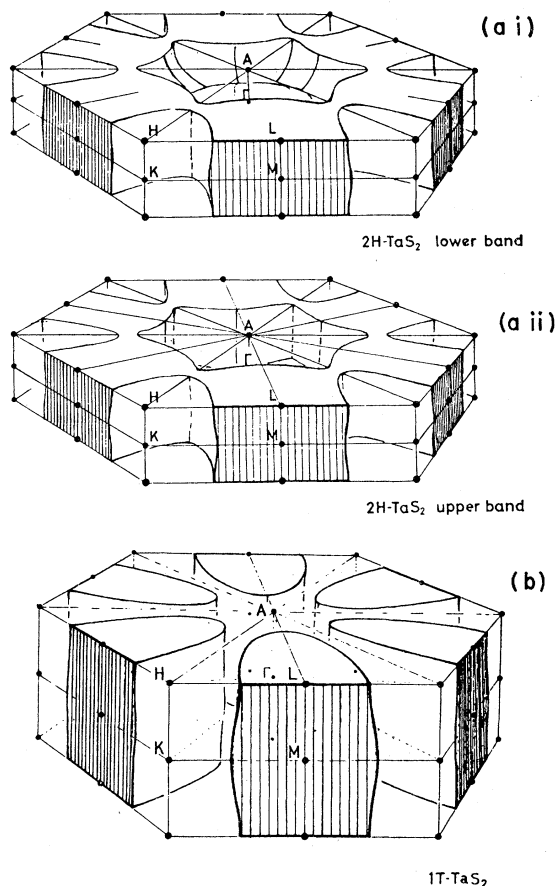 (a i)
A
Γ
H
L
K
M
2H-TaS₂ lower band
(a ii)
A
Γ
H
L
K
M
2H-TaS₂ upper band
(b)
A
H
Γ
L
K
M
1T-TaS₂